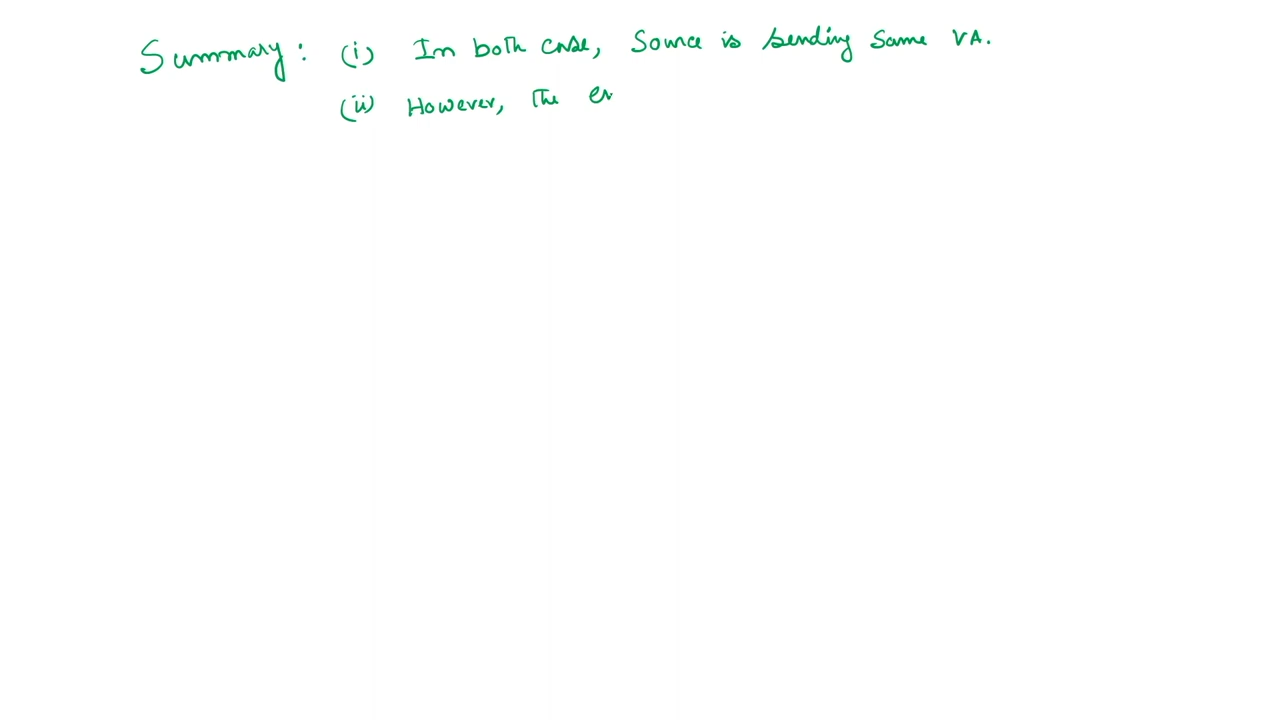 Summary: (i) In both case, Source is sending same VA.
(ii) However, the